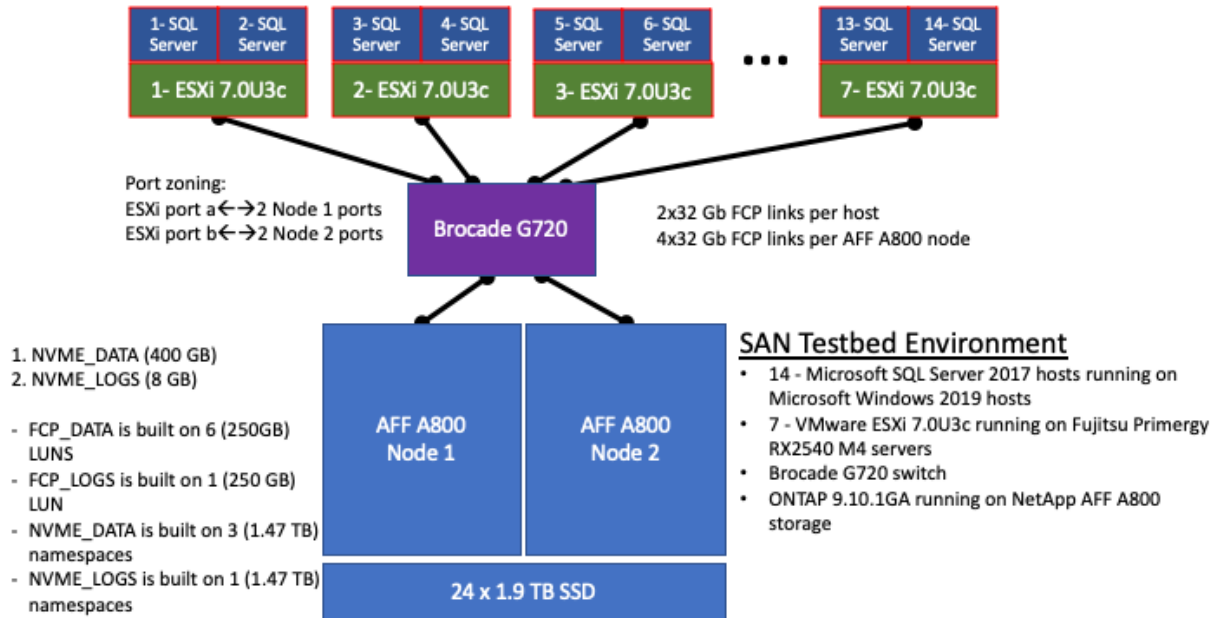 1- SQL Server
2- SQL Server
3- SQL Server
4- SQL Server
5- SQL Server
6- SQL Server
...
13- SQL Server
14- SQL Server
1- ESXi 7.0U3c
2- ESXi 7.0U3c
3- ESXi 7.0U3c
7- ESXi 7.0U3c
Port zoning:
ESXi port a←→2 Node 1 ports
ESXi port b←→2 Node 2 ports
Brocade G720
2x32 Gb FCP links per host
4x32 Gb FCP links per AFF A800 node
1. NVME_DATA (400 GB)
2. NVME_LOGS (8 GB)
- FCP_DATA is built on 6 (250GB)
LUNS
- FCP_LOGS is built on 1 (250 GB)
LUN
- NVME_DATA is built on 3 (1.47 TB)
namespaces
- NVME_LOGS is built on 1 (1.47 TB)
namespaces
AFF A800
Node 1
AFF A800
Node 2
24 x 1.9 TB SSD
SAN Testbed Environment
• 14 - Microsoft SQL Server 2017 hosts running on
Microsoft Windows 2019 hosts
• 7 - VMware ESXi 7.0U3c running on Fujitsu Primergy
RX2540 M4 servers
• Brocade G720 switch
• ONTAP 9.10.1GA running on NetApp AFF A800
storage